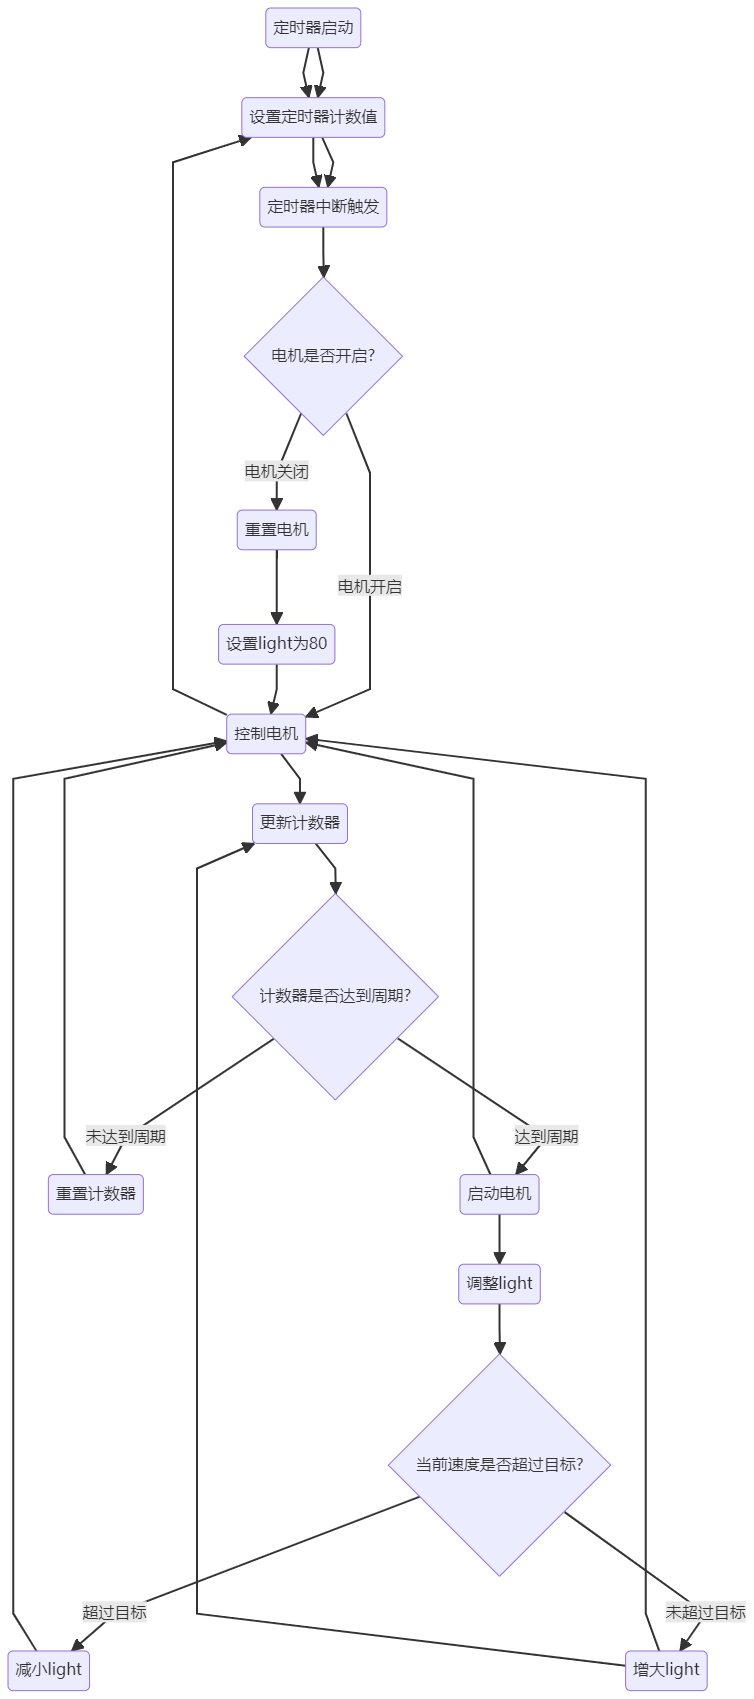 定时器启动
设置定时器计数值
定时器中断触发
电机是否开启?
电机关闭
重置电机
电机开启
设置light为80
控制电机
更新计数器
计数器是否达到周期?
未达到周期
达到周期
重置计数器
启动电机
调整light
当前速度是否超过目标?
超过目标
未超过目标
减小light
增大light